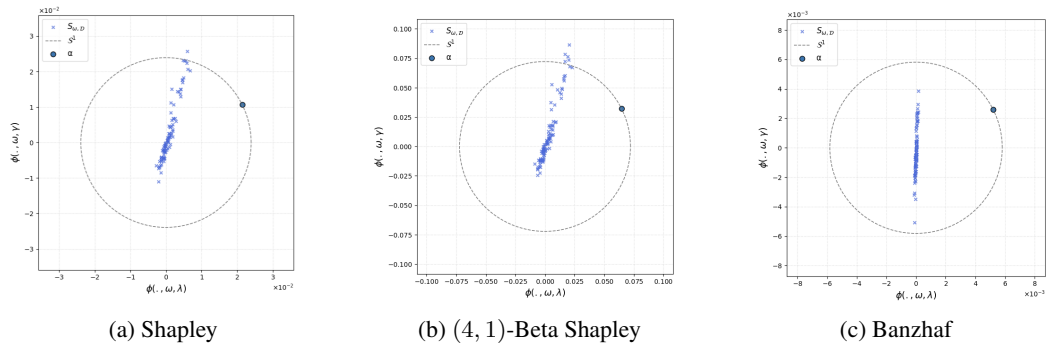 ×10⁻²
3
2
1
0
−1
−2
−3
−3 −2 −1 0 1 2 3
×10⁻²
ϕ(., ω, γ)
ϕ(., ω, λ)
S_{ω,𝒟}
𝒮¹
α
(a) Shapley
0.100
0.075
0.050
0.025
0.000
−0.025
−0.050
−0.075
−0.100
−0.100 −0.075 −0.050 −0.025 0.000 0.025 0.050 0.075 0.100
ϕ(., ω, γ)
ϕ(., ω, λ)
S_{ω,𝒟}
𝒮¹
α
(b) (4, 1)-Beta Shapley
×10⁻³
8
6
4
2
0
−2
−4
−6
−8
−8 −6 −4 −2 0 2 4 6 8
×10⁻³
ϕ(., ω, γ)
ϕ(., ω, λ)
S_{ω,𝒟}
𝒮¹
α
(c) Banzhaf